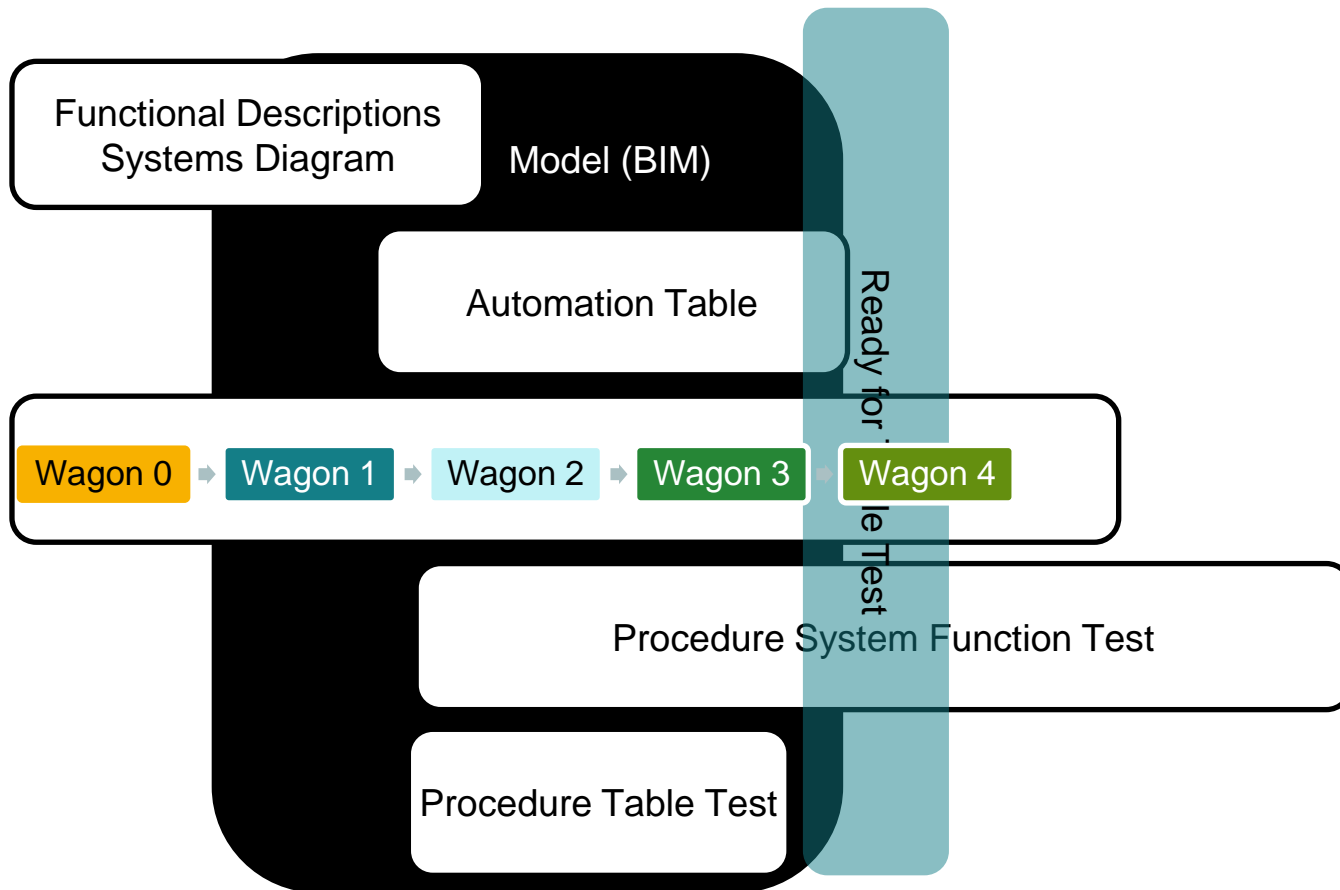 Functional Descriptions
Systems Diagram
Model (BIM)
Automation Table
Ready for Table Test
Wagon 0
Wagon 1
Wagon 2
Wagon 3
Wagon 4
Procedure System Function Test
Procedure Table Test